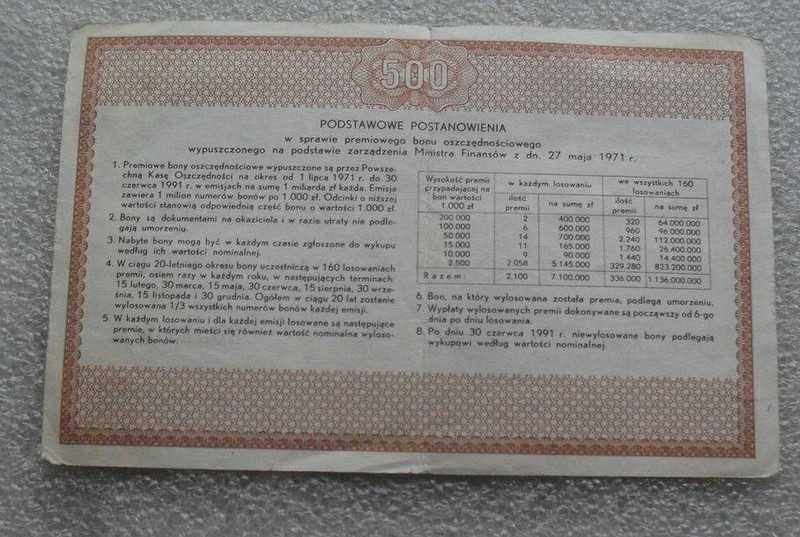 500
PODSTAWOWE POSTANOWIENIA
w sprawie premiowego bonu oszczędnościowego
wypuszczonego na podstawie zarządzenia Ministra Finansów z dn. 27 maja 1971 r.
1. Premiowe bony oszczędnościowe wypuszczone są przez Powsze-
chną Kasę Oszczędności na okres od 1 lipca 1971 r. do 30
czerwca 1991 r. w emisjach na sumę 1 miliarda zł każda. Emisja
zawiera 1 milion numerów bonów po 1 000 zł. Odcinki o niższej
wartości stanowią odpowiednią część bonu o wartości 1.000 zł.
2. Bony są dokumentami na okaziciela i w razie utraty nie podle-
gają umorzeniu.
3. Nabyte bony mogą być w każdym czasie zgłoszone do wykupu
według ich wartości nominalnej.
4. W ciągu 20-letniego okresu bony uczestniczą w 160 losowaniach
premii, osiem razy w każdym roku, w następujących terminach:
15 lutego, 30 marca, 15 maja, 30 czerwca, 15 sierpnia, 30 wrze-
śnia, 15 listopada i 30 grudnia. Ogółem w ciągu 20 lat zostanie
wylosowana 1/3 wszystkich numerów bonów każdej emisji.
5. W każdym losowaniu i dla każdej emisji losowane są następujące
premie, w których mieści się również wartość nominalna wyloso-
wanych bonów:
Wysokość premii przypadającej na bon wartości 1.000 zł
w każdym losowaniu
we wszystkich 160 losowaniach
ilość premii
na sumę zł
ilość premii
na sumę zł
200 000 2 400.000 320 64.000.000
100.000 6 600.000 960 96.000.000
50.000 14 700.000 2.240 112.000.000
15.000 11 165.000 1.760 26.400.000
10.000 9 90.000 1.440 14.400.000
2.500 2.058 5.145.000 329.280 823.200.000
Razem: 2.100 7.100.000 336.000 1.136.000.000
6. Bon, na który wylosowana została premia, podlega umorzeniu.
7. Wypłaty wylosowanych premii dokonywane są począwszy od 6-go
dnia po dniu losowania.
8. Po dniu 30 czerwca 1991 r. niewylosowane bony podlegają
wykupowi według wartości nominalnej.